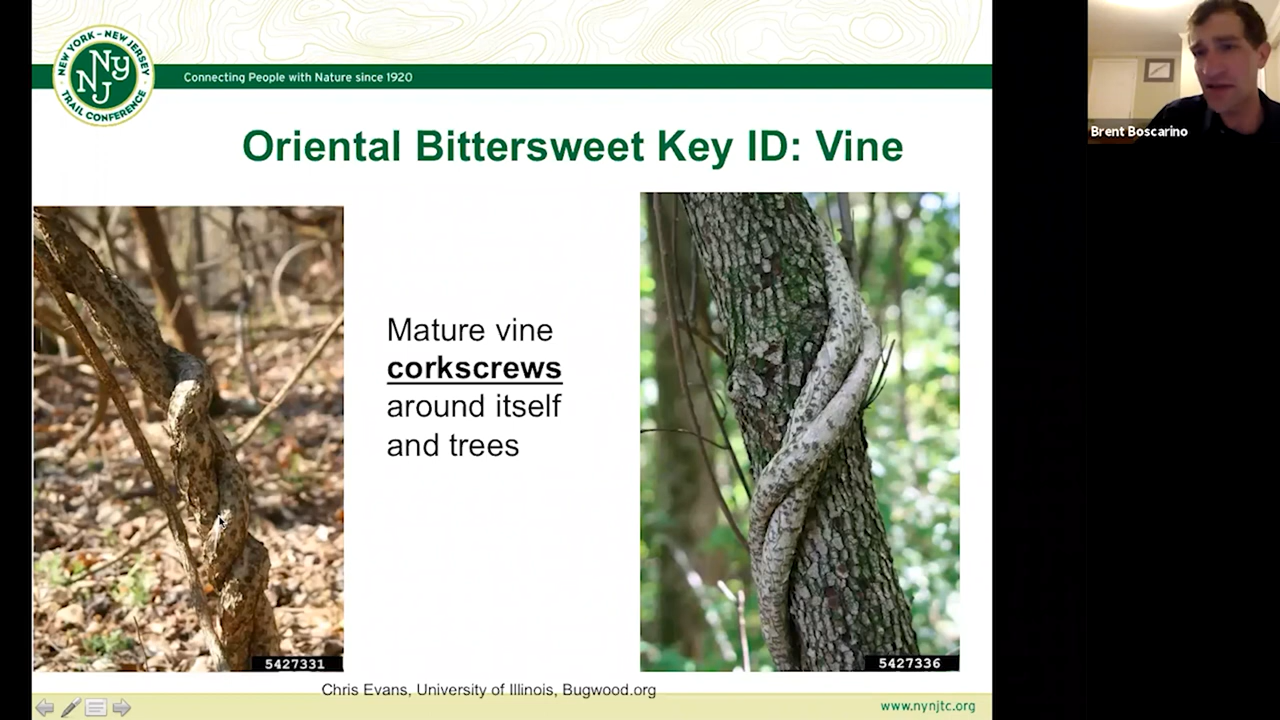 NEW YORK – NEW JERSEY
NY
NJ
TRAIL CONFERENCE
Connecting People with Nature since 1920
Brent Boscarino
Oriental Bittersweet Key ID: Vine
Mature vine
corkscrews
around itself
and trees
5427331
5427336
Chris Evans, University of Illinois, Bugwood.org
www.nynjtc.org